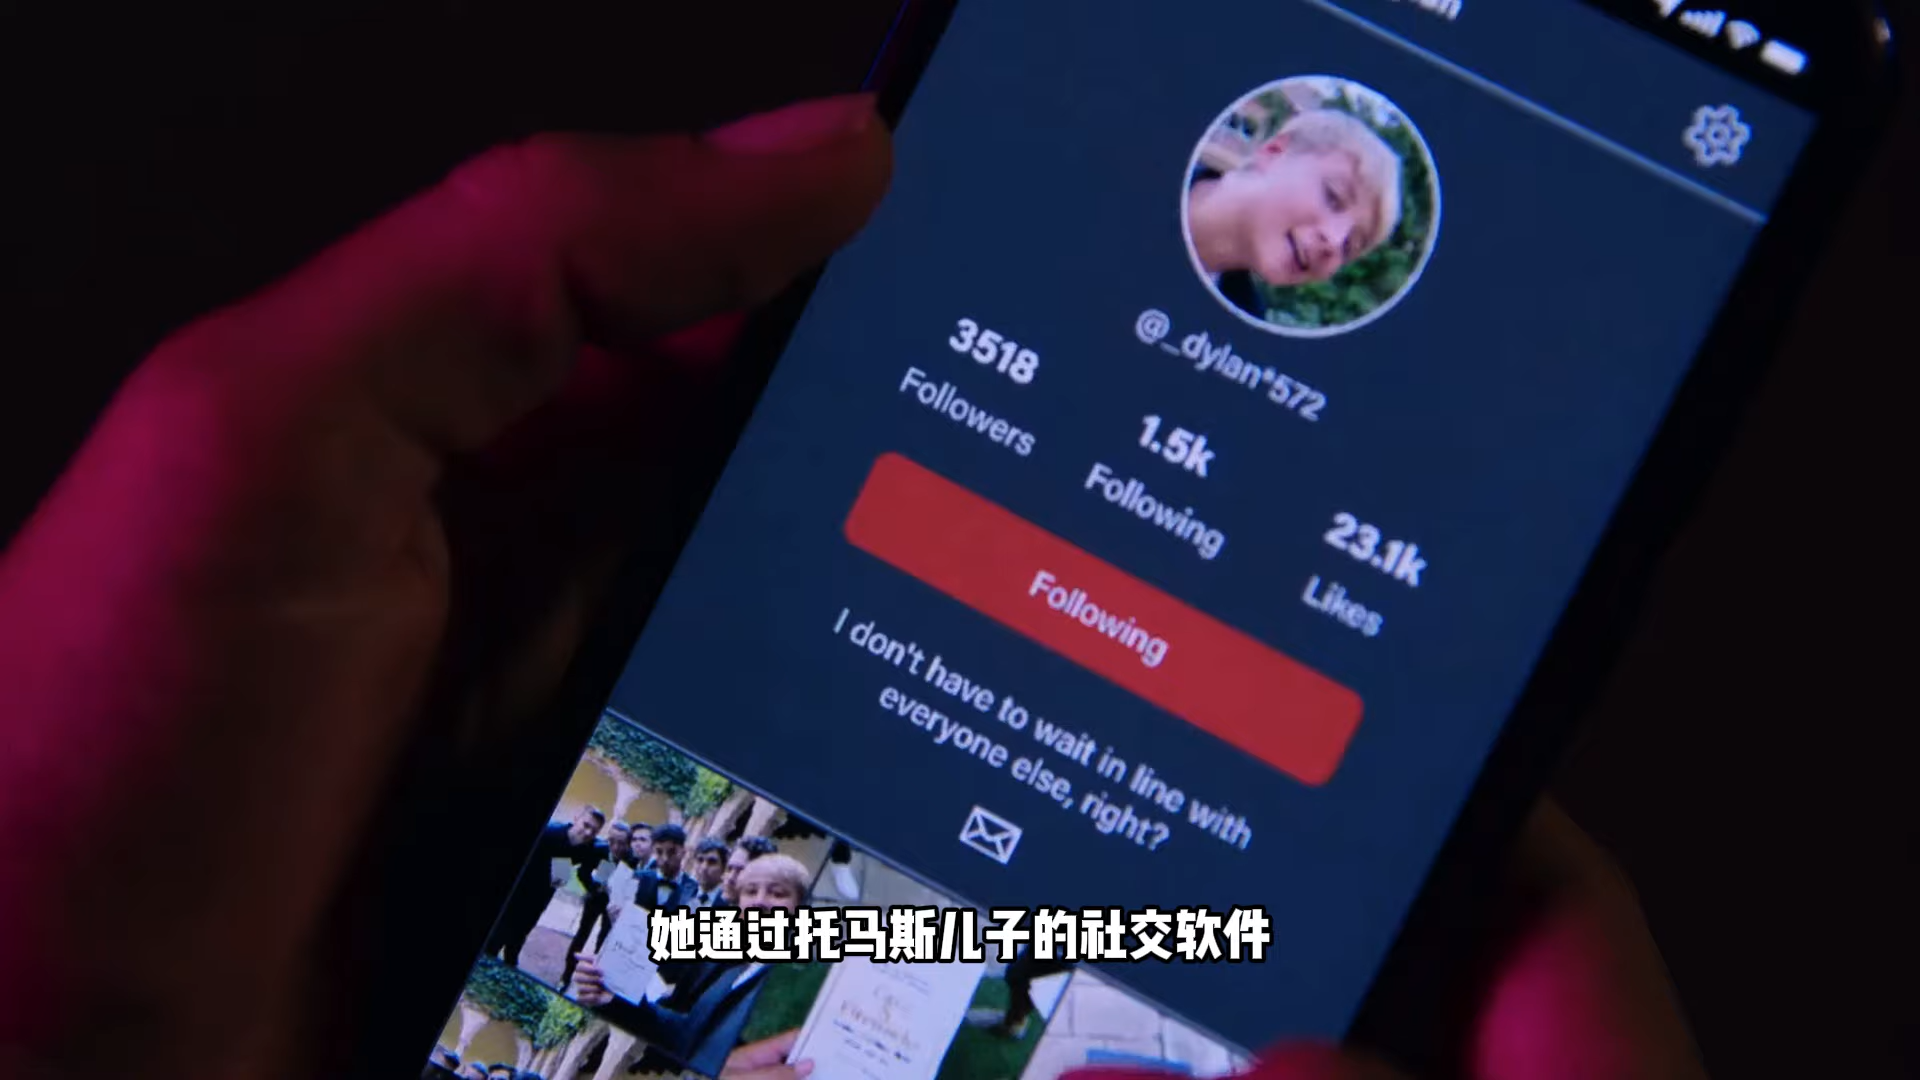 @_dylan*572
3518
Followers
1.5k
Following
23.1k
Likes
Following
I don't have to wait in line with
everyone else, right?
她通过托马斯儿子的社交软件